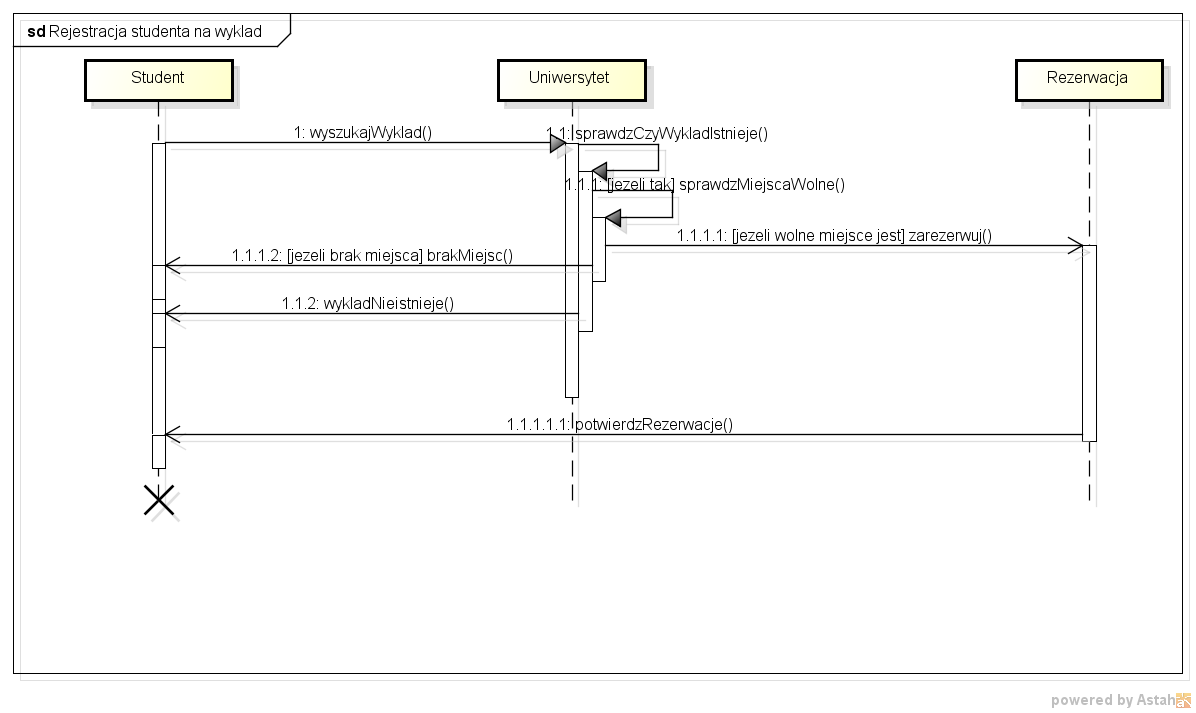 sd Rejestracja studenta na wyklad
Student
Uniwersytet
Rezerwacja
1: wyszukajWyklad()
1.1: sprawdzCzyWykladIstnieje()
1.1.1: [jezeli tak] sprawdzMiejscaWolne()
1.1.1.1: [jezeli wolne miejsce jest] zarezerwuj()
1.1.1.2: [jezeli brak miejsca] brakMiejsc()
1.1.2: wykladNieistnieje()
1.1.1.1.1: potwierdzRezerwacje()
powered by Astah